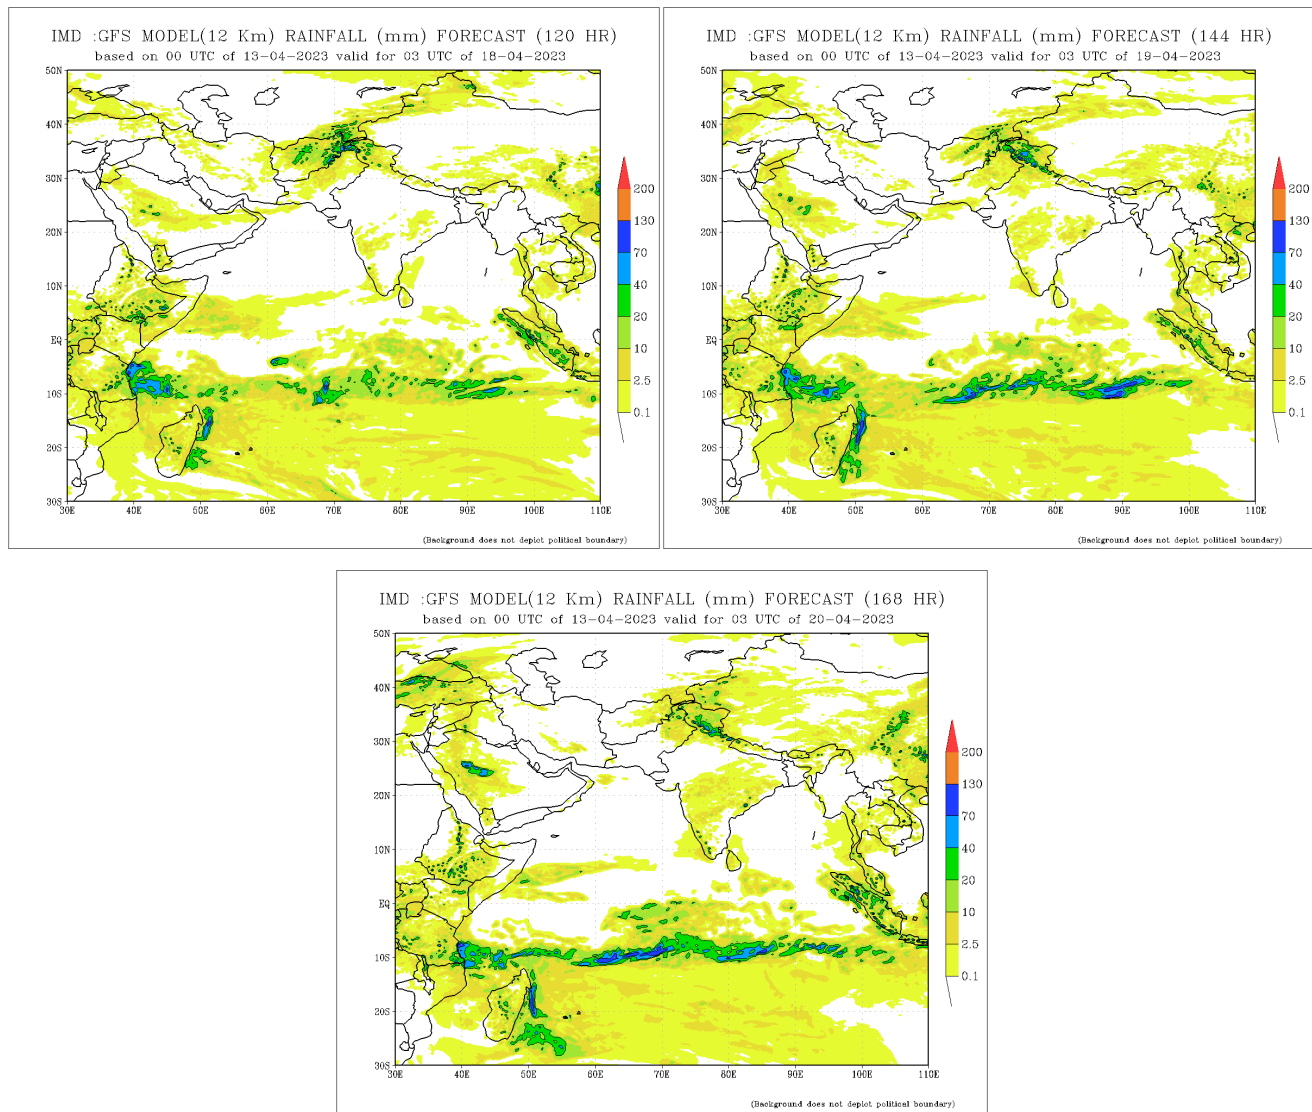 IMD :GFS MODEL(12 Km) RAINFALL (mm) FORECAST (120 HR)
based on 00 UTC of 13-04-2023 valid for 03 UTC of 18-04-2023
50N
40N
30N
20N
10N
EQ
10S
20S
30S
30E 40E 50E 60E 70E 80E 90E 100E 110E
200
130
70
40
20
10
2.5
0.1
(Background does not depict political boundary)
IMD :GFS MODEL(12 Km) RAINFALL (mm) FORECAST (144 HR)
based on 00 UTC of 13-04-2023 valid for 03 UTC of 19-04-2023
50N
40N
30N
20N
10N
EQ
10S
20S
30S
30E 40E 50E 60E 70E 80E 90E 100E 110E
200
130
70
40
20
10
2.5
0.1
(Background does not depict political boundary)
IMD :GFS MODEL(12 Km) RAINFALL (mm) FORECAST (168 HR)
based on 00 UTC of 13-04-2023 valid for 03 UTC of 20-04-2023
50N
40N
30N
20N
10N
EQ
10S
20S
30S
30E 40E 50E 60E 70E 80E 90E 100E 110E
200
130
70
40
20
10
2.5
0.1
(Background does not depict political boundary)